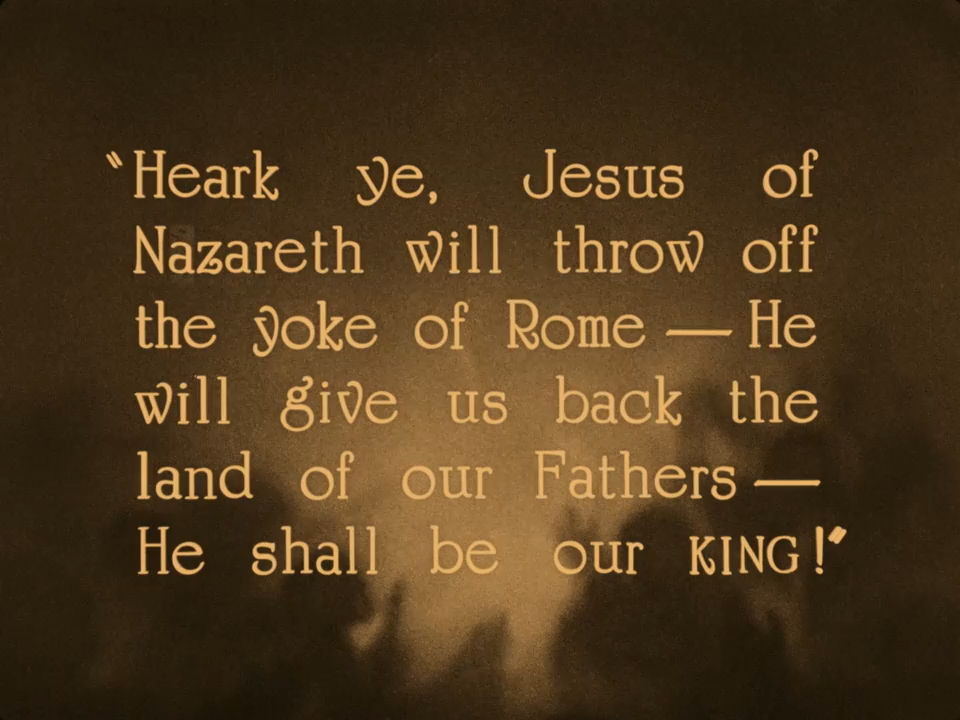 “Heark ye, Jesus of
Nazareth will throw off
the yoke of Rome — He
will give us back the
land of our Fathers —
He shall be our KING!”